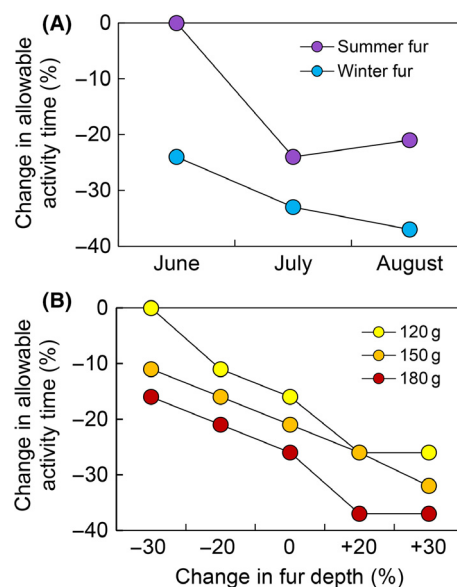 (A)
Change in allowable
activity time (%)
0
−10
−20
−30
−40
Summer fur
Winter fur
June July August
(B)
Change in allowable
activity time (%)
0
−10
−20
−30
−40
120 g
150 g
180 g
−30 −20 0 +20 +30
Change in fur depth (%)